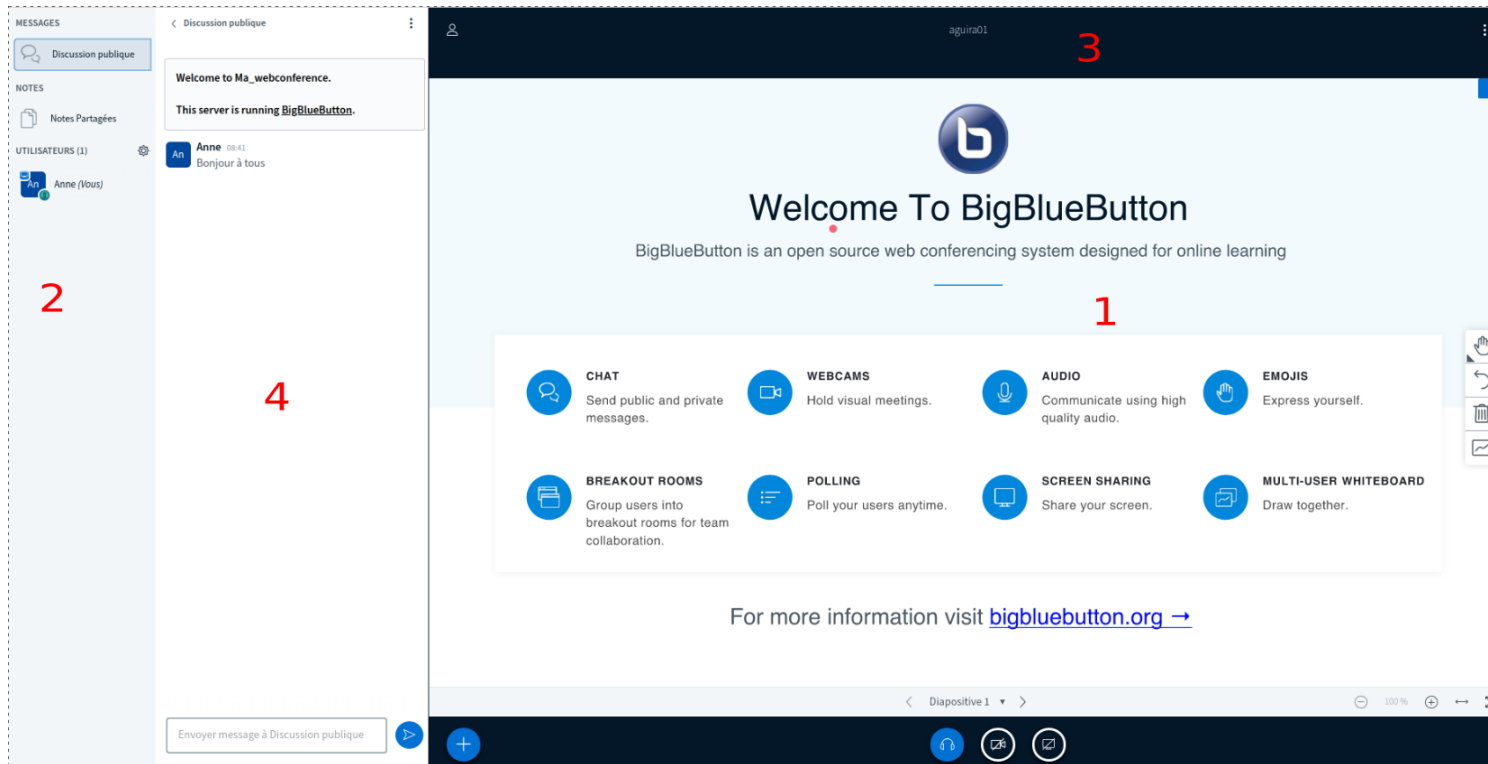 MESSAGES
Discussion publique
NOTES
Notes Partagées
UTILISATEURS (1)
An
Anne (Vous)
2
Discussion publique
Welcome to Ma_webconference.
This server is running BigBlueButton.
An
Anne 08:41
Bonjour à tous
4
Envoyer message à Discussion publique
aguira01
3
b
Welcome To BigBlueButton
BigBlueButton is an open source web conferencing system designed for online learning
1
CHAT
Send public and private
messages.
WEBCAMS
Hold visual meetings.
AUDIO
Communicate using high
quality audio.
EMOJIS
Express yourself.
BREAKOUT ROOMS
Group users into
breakout rooms for team
collaboration.
POLLING
Poll your users anytime.
SCREEN SHARING
Share your screen.
MULTI-USER WHITEBOARD
Draw together.
For more information visit bigbluebutton.org →
Diapositive 1
100 %